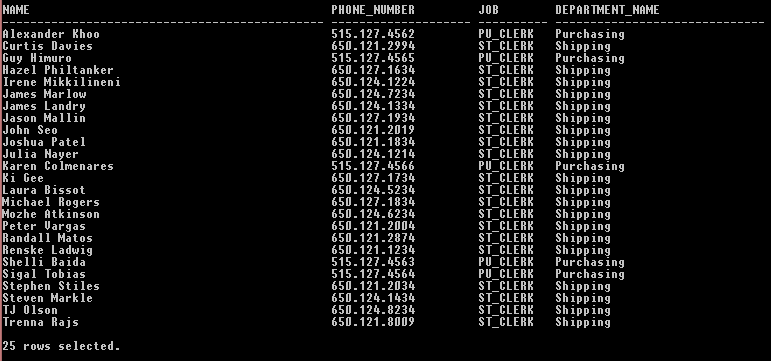 NAME PHONE_NUMBER JOB DEPARTMENT_NAME
---------------------------------------------- -------------------- ---------- ------------------------------
Alexander Khoo 515.127.4562 PU_CLERK Purchasing
Curtis Davies 650.121.2994 ST_CLERK Shipping
Guy Himuro 515.127.4565 PU_CLERK Purchasing
Hazel Philtanker 650.127.1634 ST_CLERK Shipping
Irene Mikkilineni 650.124.1224 ST_CLERK Shipping
James Marlow 650.124.7234 ST_CLERK Shipping
James Landry 650.124.1334 ST_CLERK Shipping
Jason Mallin 650.127.1934 ST_CLERK Shipping
John Seo 650.121.2019 ST_CLERK Shipping
Joshua Patel 650.121.1834 ST_CLERK Shipping
Julia Nayer 650.124.1214 ST_CLERK Shipping
Karen Colmenares 515.127.4566 PU_CLERK Purchasing
Ki Gee 650.127.1734 ST_CLERK Shipping
Laura Bissot 650.124.5234 ST_CLERK Shipping
Michael Rogers 650.127.1834 ST_CLERK Shipping
Mozhe Atkinson 650.124.6234 ST_CLERK Shipping
Peter Vargas 650.121.2004 ST_CLERK Shipping
Randall Matos 650.121.2874 ST_CLERK Shipping
Renske Ladwig 650.121.1234 ST_CLERK Shipping
Shelli Baida 515.127.4563 PU_CLERK Purchasing
Sigal Tobias 515.127.4564 PU_CLERK Purchasing
Stephen Stiles 650.121.2034 ST_CLERK Shipping
Steven Markle 650.124.1434 ST_CLERK Shipping
TJ Olson 650.124.8234 ST_CLERK Shipping
Trenna Rajs 650.121.8009 ST_CLERK Shipping
25 rows selected.